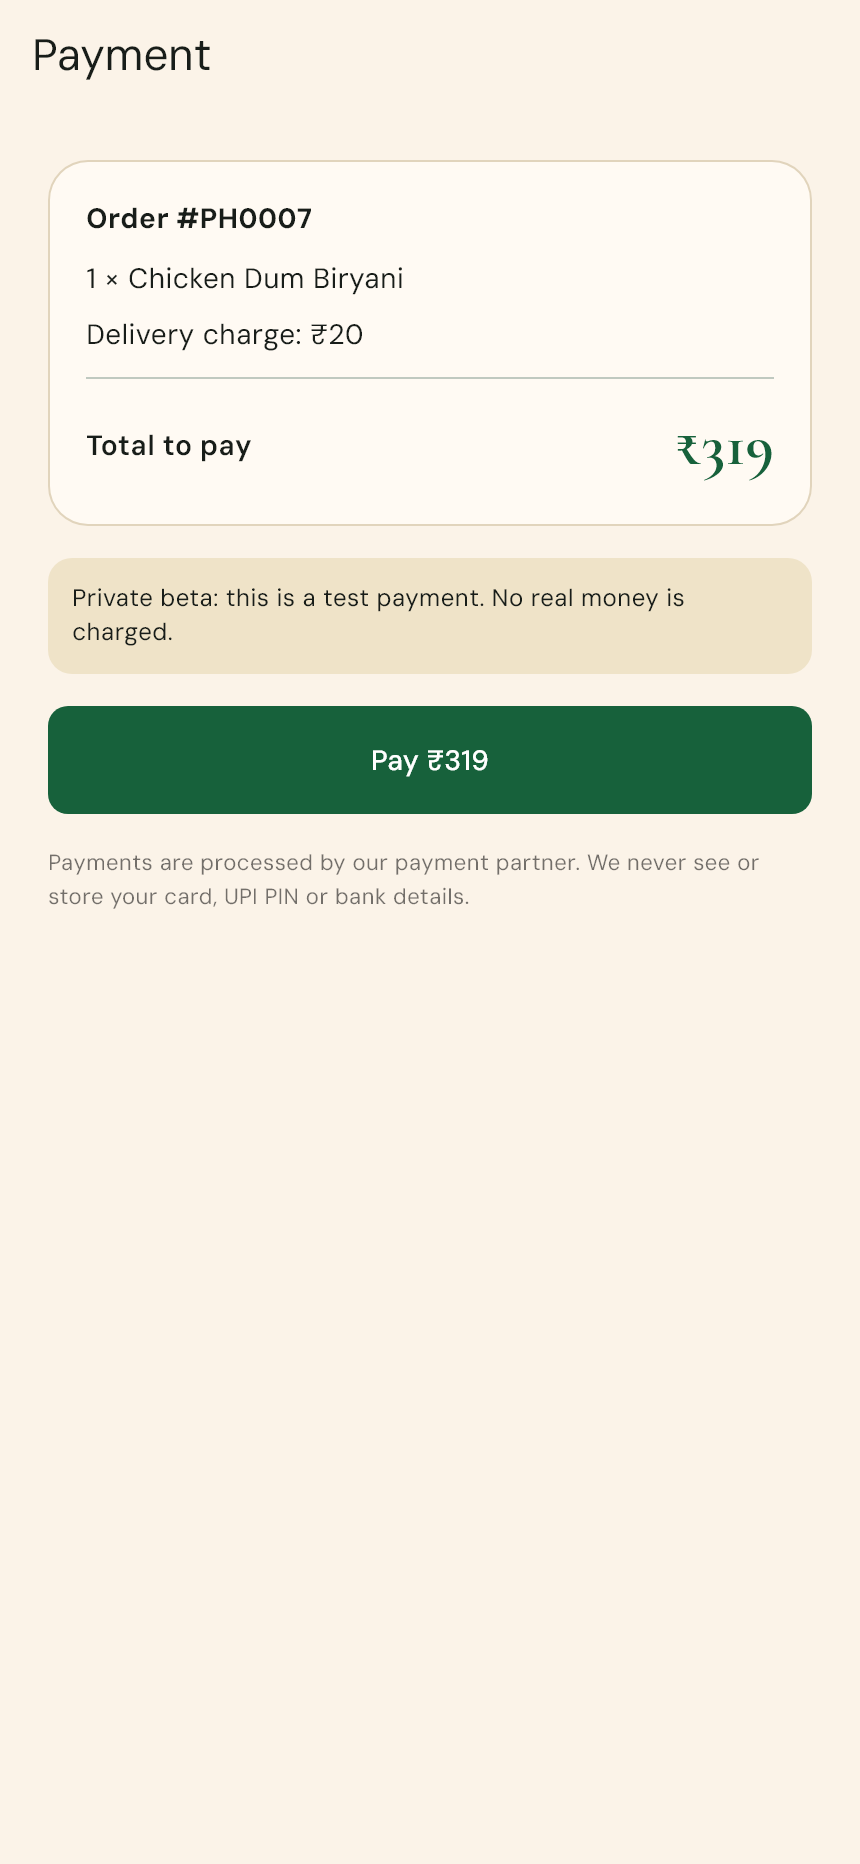 Payment
Order #PH0007
1 × Chicken Dum Biryani
Delivery charge: ₹20
Total to pay
₹319
Private beta: this is a test payment. No real money is
charged.
Pay ₹319
Payments are processed by our payment partner. We never see or
store your card, UPI PIN or bank details.